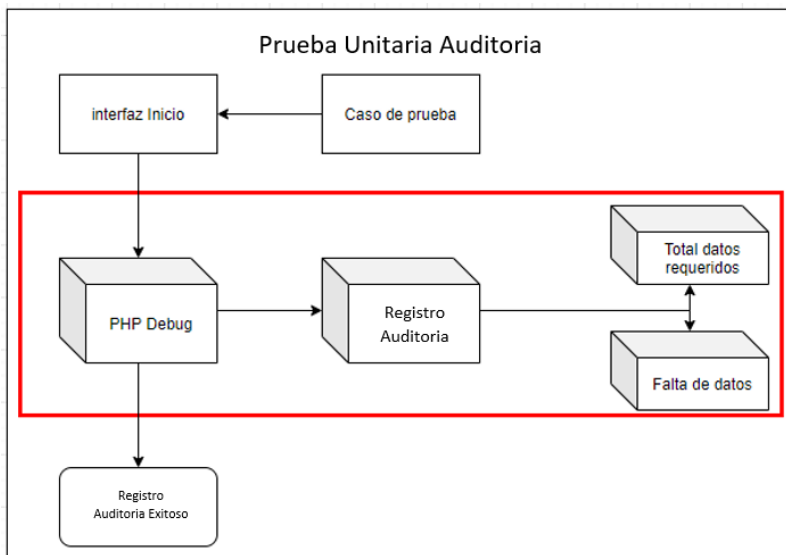 Prueba Unitaria Auditoria
interfaz Inicio
Caso de prueba
Total datos
requeridos
PHP Debug
Registro
Auditoria
Falta de datos
Registro
Auditoria Exitoso